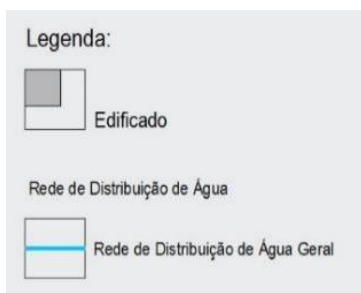 Legenda:
Edificado
Rede de Distribuição de Água
Rede de Distribuição de Água Geral